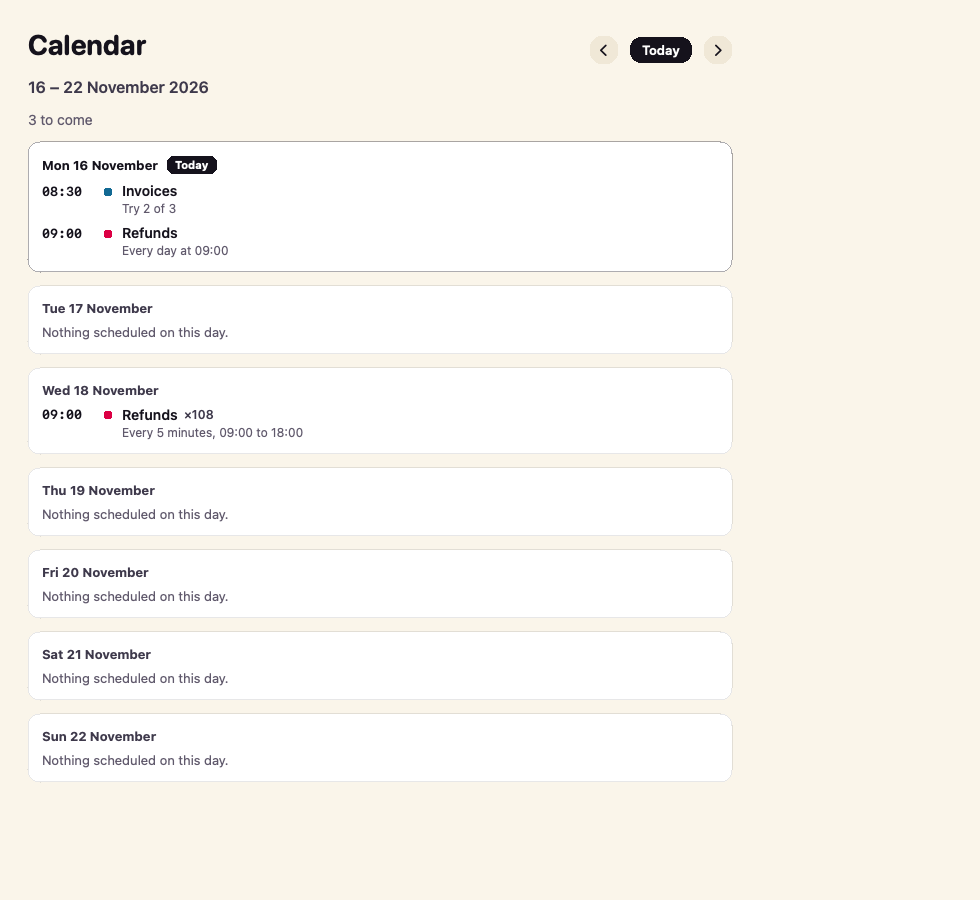 Calendar
Today
16 – 22 November 2026
3 to come
Mon 16 November Today
08:30 Invoices
Try 2 of 3
09:00 Refunds
Every day at 09:00
Tue 17 November
Nothing scheduled on this day.
Wed 18 November
09:00 Refunds ×108
Every 5 minutes, 09:00 to 18:00
Thu 19 November
Nothing scheduled on this day.
Fri 20 November
Nothing scheduled on this day.
Sat 21 November
Nothing scheduled on this day.
Sun 22 November
Nothing scheduled on this day.